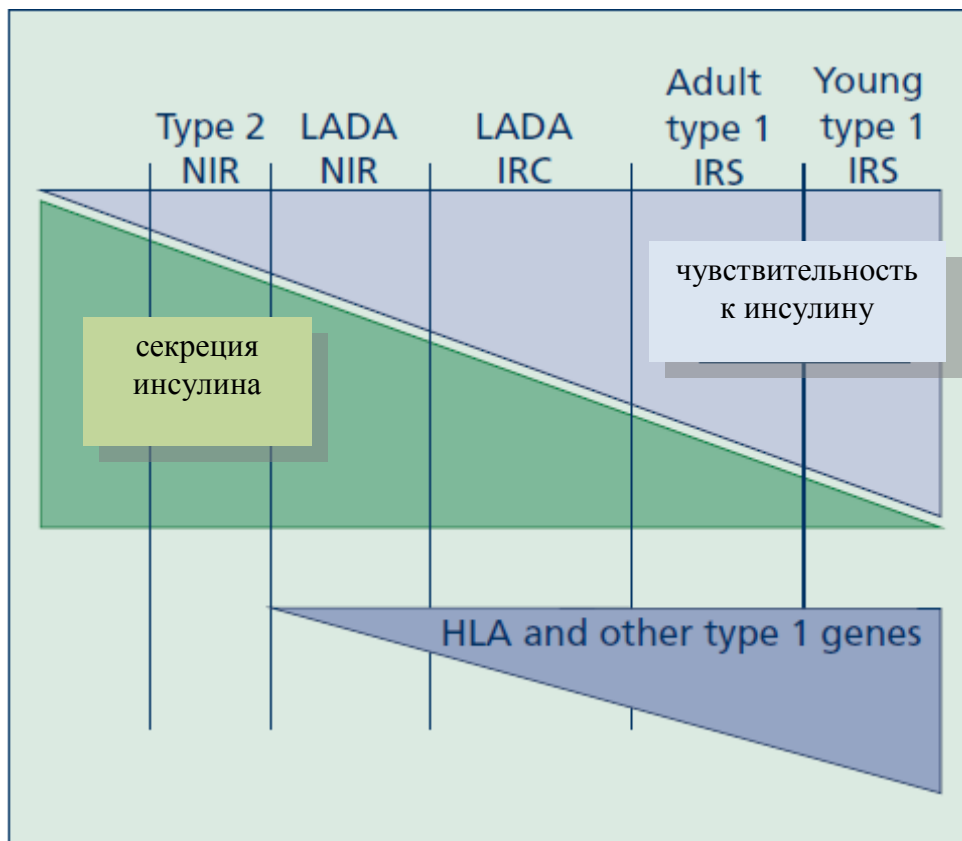 Type 2
NIR
LADA
NIR
LADA
IRC
Adult
type 1
IRS
Young
type 1
IRS
чувствительность
к инсулину
секреция
инсулина
HLA and other type 1 genes